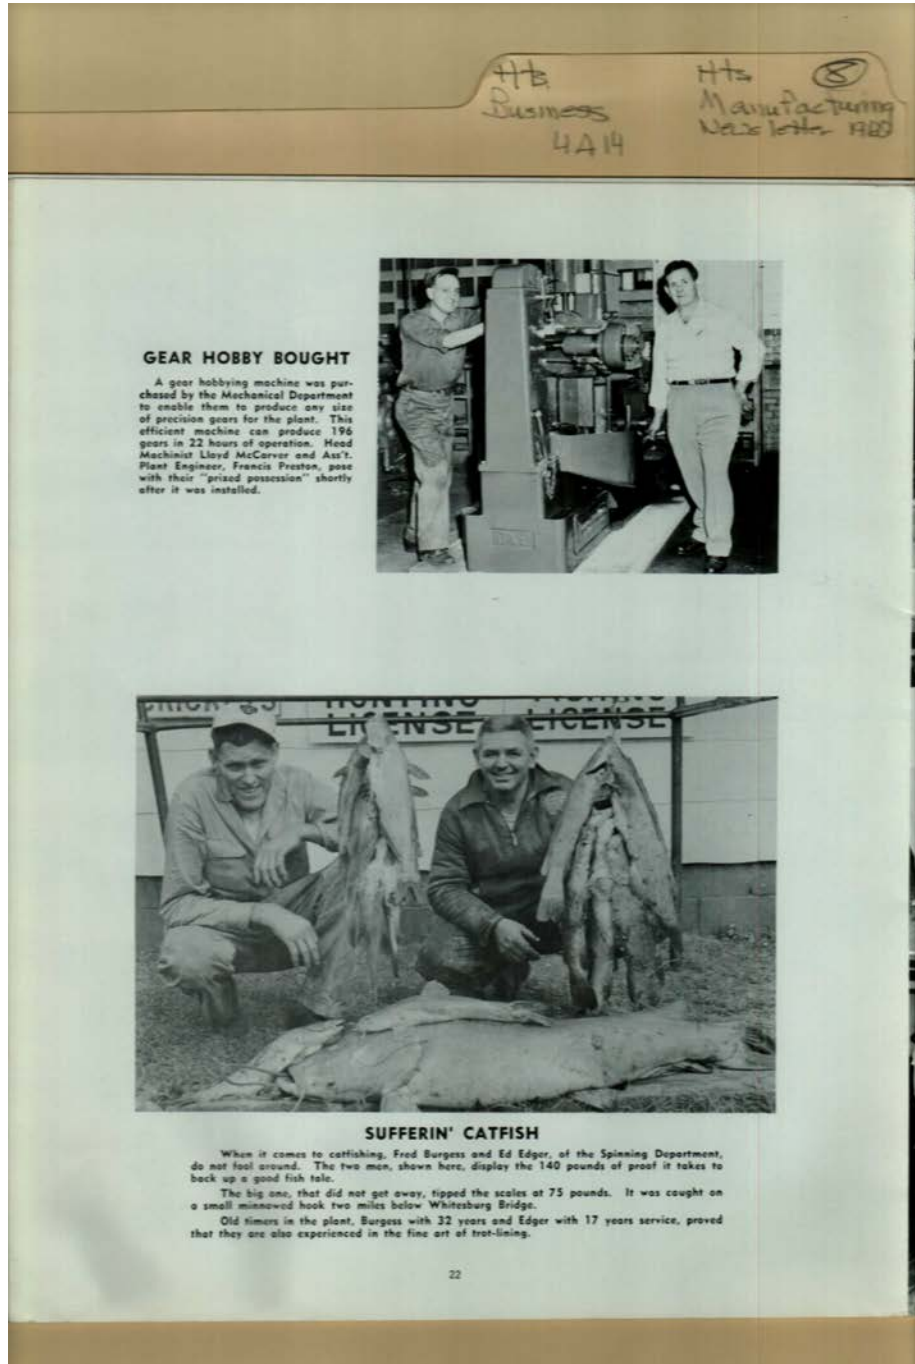 Hts
Business
4A14
Hts 8
Manufacturing
Newsletter
GEAR HOBBY BOUGHT
A gear hobbying machine was pur-
chased by the Mechanical Department
to enable them to produce any size
of precision gears for the plant. This
efficient machine can produce 196
gears in 22 hours of operation. Head
Machinist Lloyd McCarver and Ass't.
Plant Engineer, Francis Preston, pose
with their "prized possession" shortly
after it was installed.
HUNTING
LICENSE
FISHING
LICENSE
SUFFERIN' CATFISH
When it comes to catfishing, Fred Burgess and Ed Edger, of the Spinning Department,
do not fool around. The two men, shown here, display the 140 pounds of proof it takes to
back up a good fish tale.
The big one, that did not get away, tipped the scales at 75 pounds. It was caught on
a small minnowed hook two miles below Whitesburg Bridge.
Old timers in the plant, Burgess with 32 years and Edger with 17 years service, proved
that they are also experienced in the fine art of trot-lining.
22